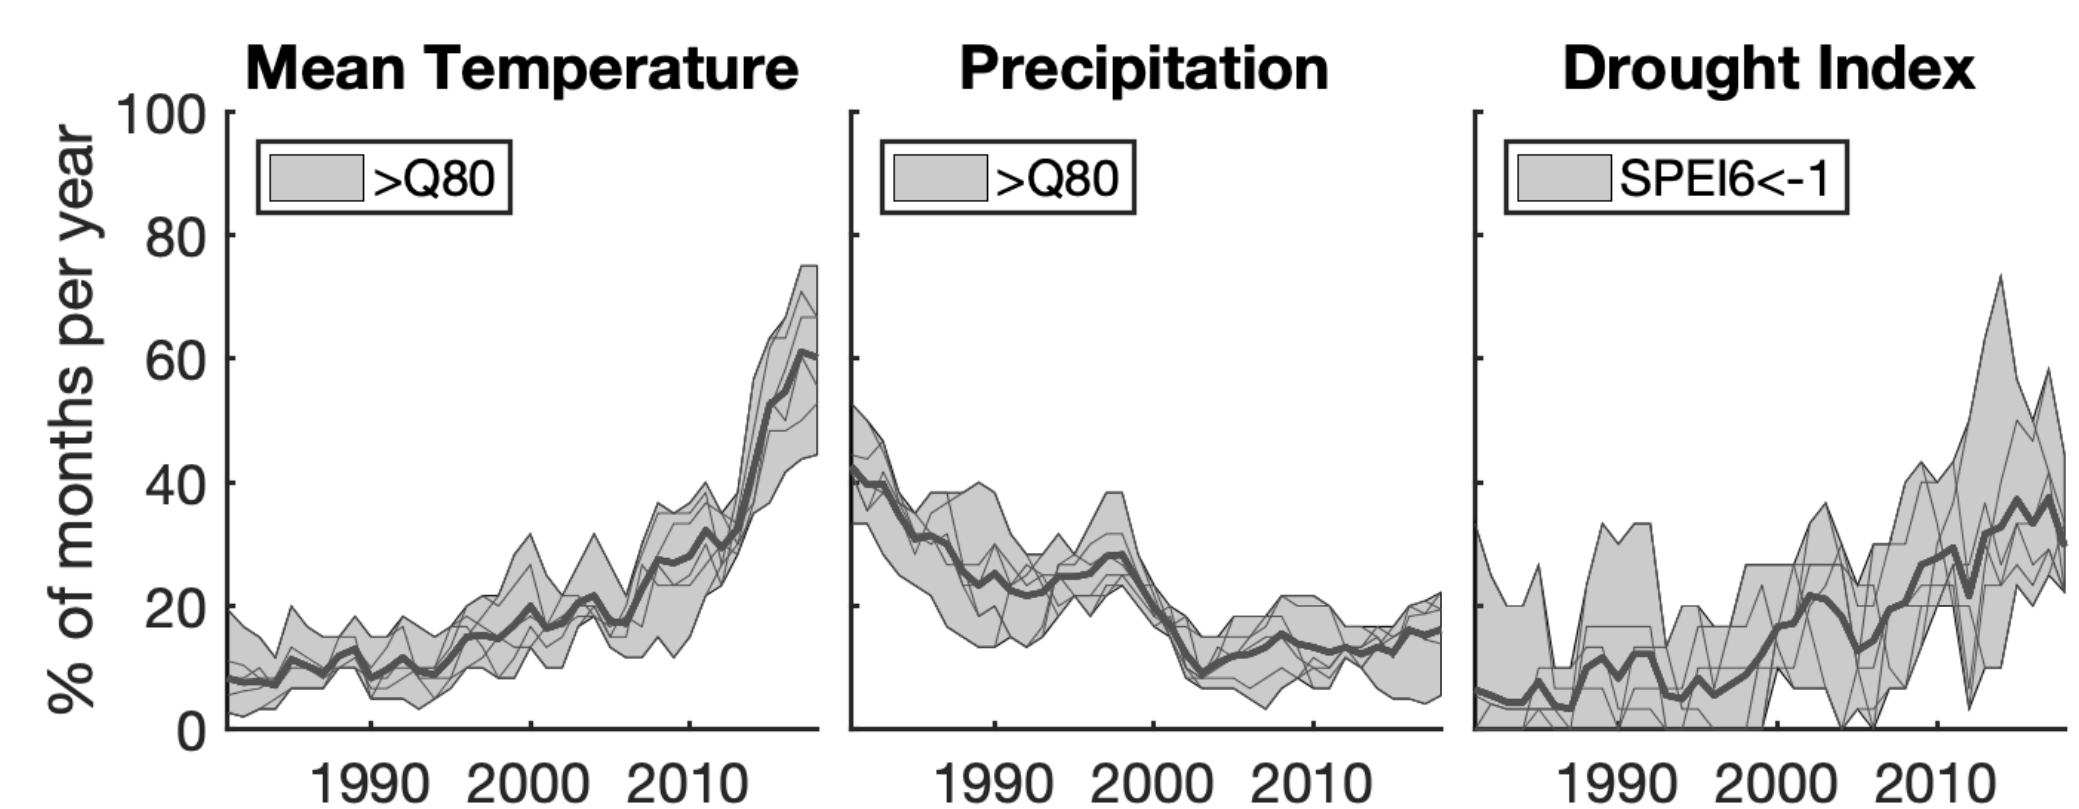 Mean Temperature
Precipitation
Drought Index
% of months per year
100
80
60
40
20
0
>Q80
>Q80
SPEI6<-1
1990 2000 2010
1990 2000 2010
1990 2000 2010